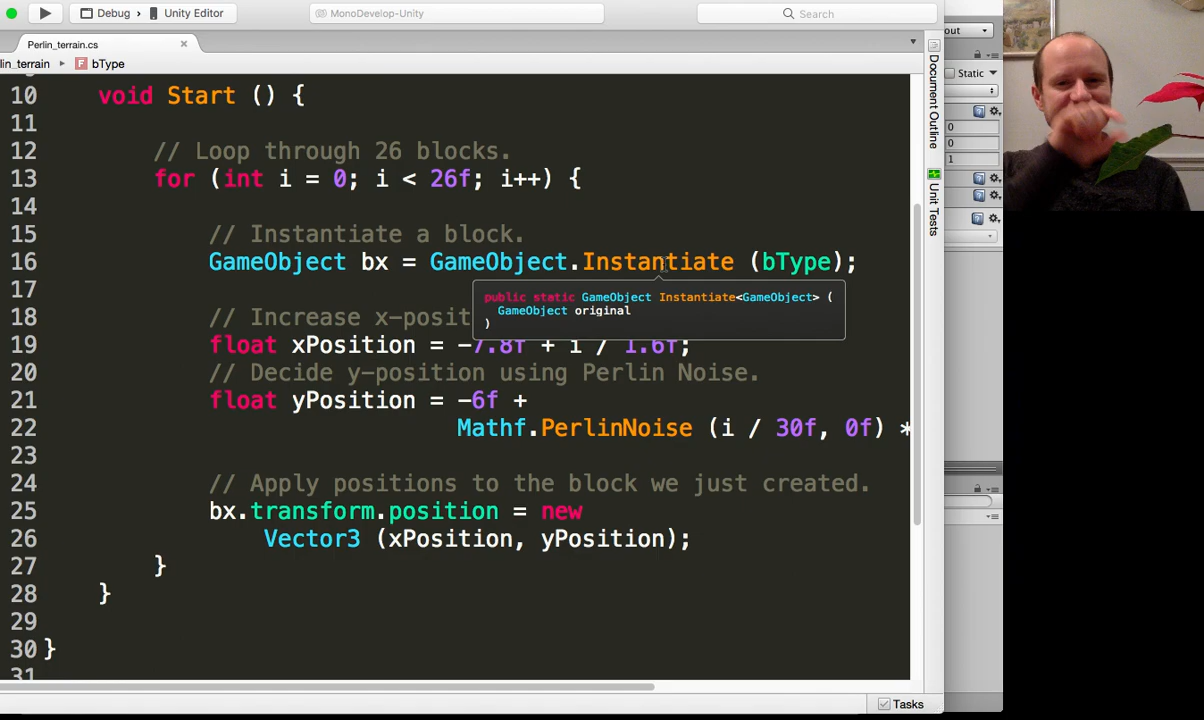 Debug
Unity Editor
MonoDevelop-Unity
Search
Perlin_terrain.cs
out
lin_terrain
F
bType
Static
Document Outline
Unit Tests
0
0
1
10 void Start () {
11
12 // Loop through 26 blocks.
13 for (int i = 0; i < 26f; i++) {
14
15 // Instantiate a block.
16 GameObject bx = GameObject.Instantiate (bType);
17
public static GameObject Instantiate<GameObject> (
GameObject original
)
18 // Increase x-posit
19 float xPosition = -7.8f + i / 1.6f;
20 // Decide y-position using Perlin Noise.
21 float yPosition = -6f +
22 Mathf.PerlinNoise (i / 30f, 0f) *
23
24 // Apply positions to the block we just created.
25 bx.transform.position = new
26 Vector3 (xPosition, yPosition);
27 }
28 }
29
30 }
31
Tasks